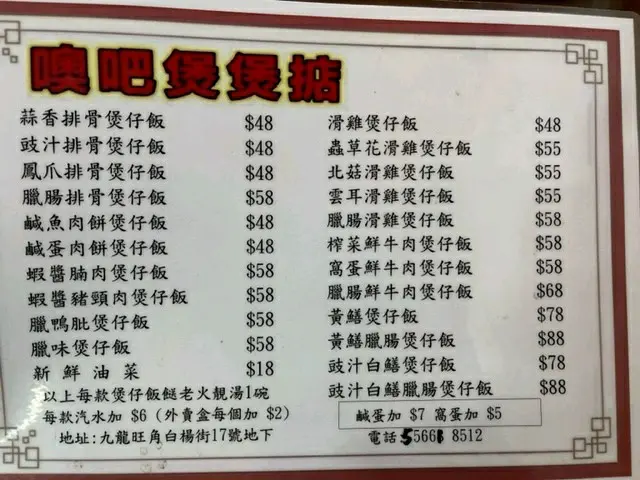 噢吧煲煲掂
蒜香排骨煲仔飯 $48
豉汁排骨煲仔飯 $48
鳳爪排骨煲仔飯 $48
臘腸排骨煲仔飯 $58
鹹魚肉餅煲仔飯 $48
鹹蛋肉餅煲仔飯 $48
蝦醬腩肉煲仔飯 $58
蝦醬豬頸肉煲仔飯 $58
臘鴨肶煲仔飯 $58
臘味煲仔飯 $58
新鮮油菜 $18
以上每款煲仔飯餸老火靚湯1碗
每款汽水加 $6 (外賣盒每個加 $2)
地址:九龍旺角白楊街17號地下
滑雞煲仔飯 $48
蟲草花滑雞煲仔飯 $55
北菇滑雞煲仔飯 $55
雲耳滑雞煲仔飯 $55
臘腸滑雞煲仔飯 $58
榨菜鮮牛肉煲仔飯 $58
窩蛋鮮牛肉煲仔飯 $58
臘腸鮮牛肉煲仔飯 $68
黃鱔煲仔飯 $78
黃鱔臘腸煲仔飯 $88
豉汁白鱔煲仔飯 $78
豉汁白鱔臘腸煲仔飯 $88
鹹蛋加 $7 窩蛋加 $5
電話 5566 8512